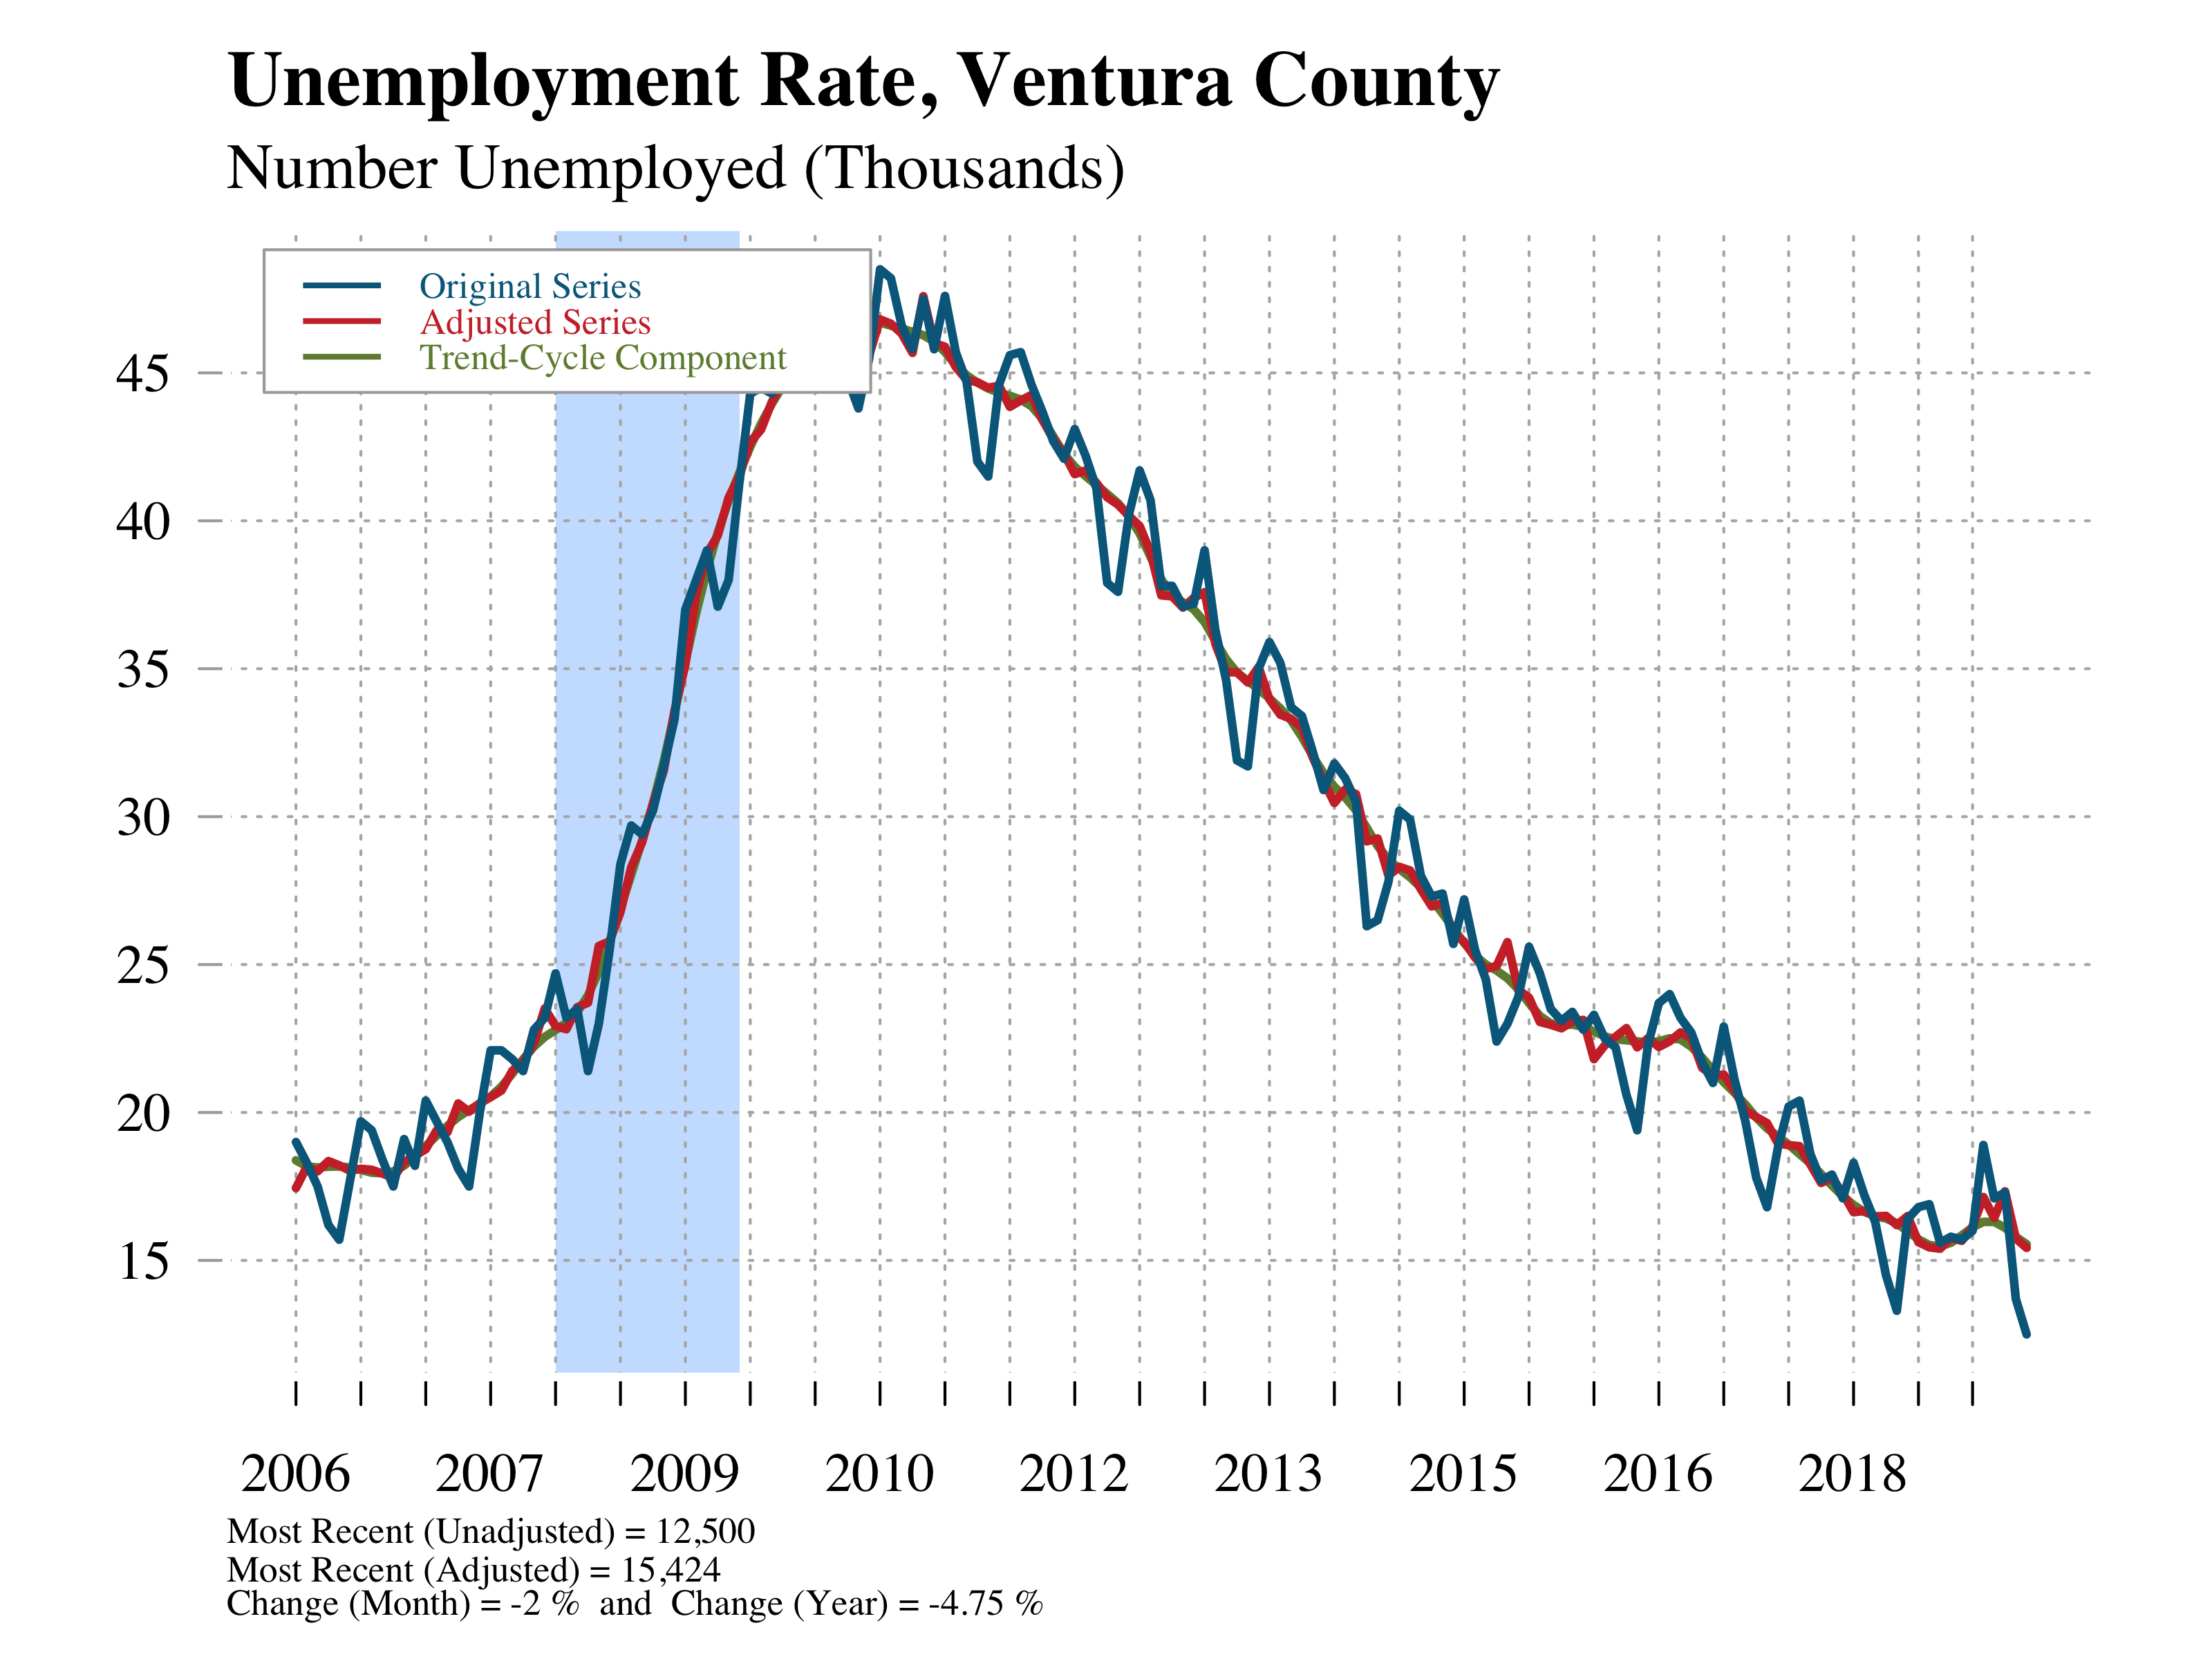 Unemployment Rate, Ventura County
Number Unemployed (Thousands)
Original Series
Adjusted Series
Trend-Cycle Component
45
40
35
30
25
20
15
2006 2007 2009 2010 2012 2013 2015 2016 2018
Most Recent (Unadjusted) = 12,500
Most Recent (Adjusted) = 15,424
Change (Month) = -2 % and Change (Year) = -4.75 %